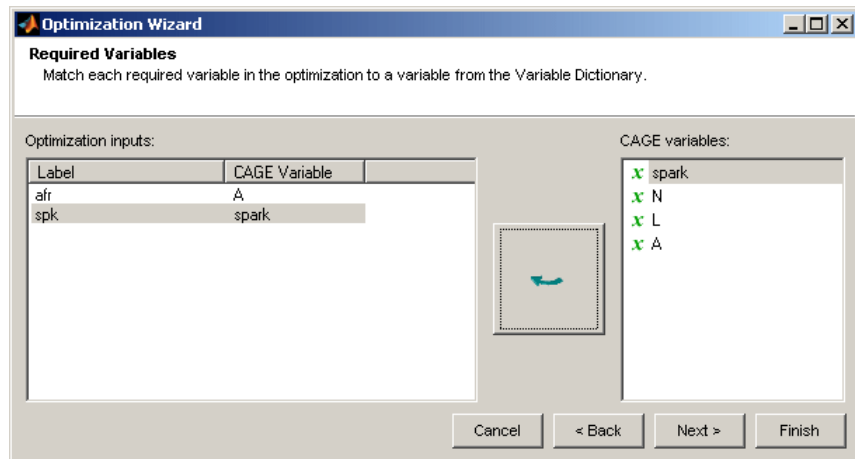 Optimization Wizard
Required Variables
Match each required variable in the optimization to a variable from the Variable Dictionary.
Optimization inputs:
CAGE variables:
Label CAGE Variable
afr A
spk spark
x spark
x N
x L
x A
Cancel < Back Next > Finish